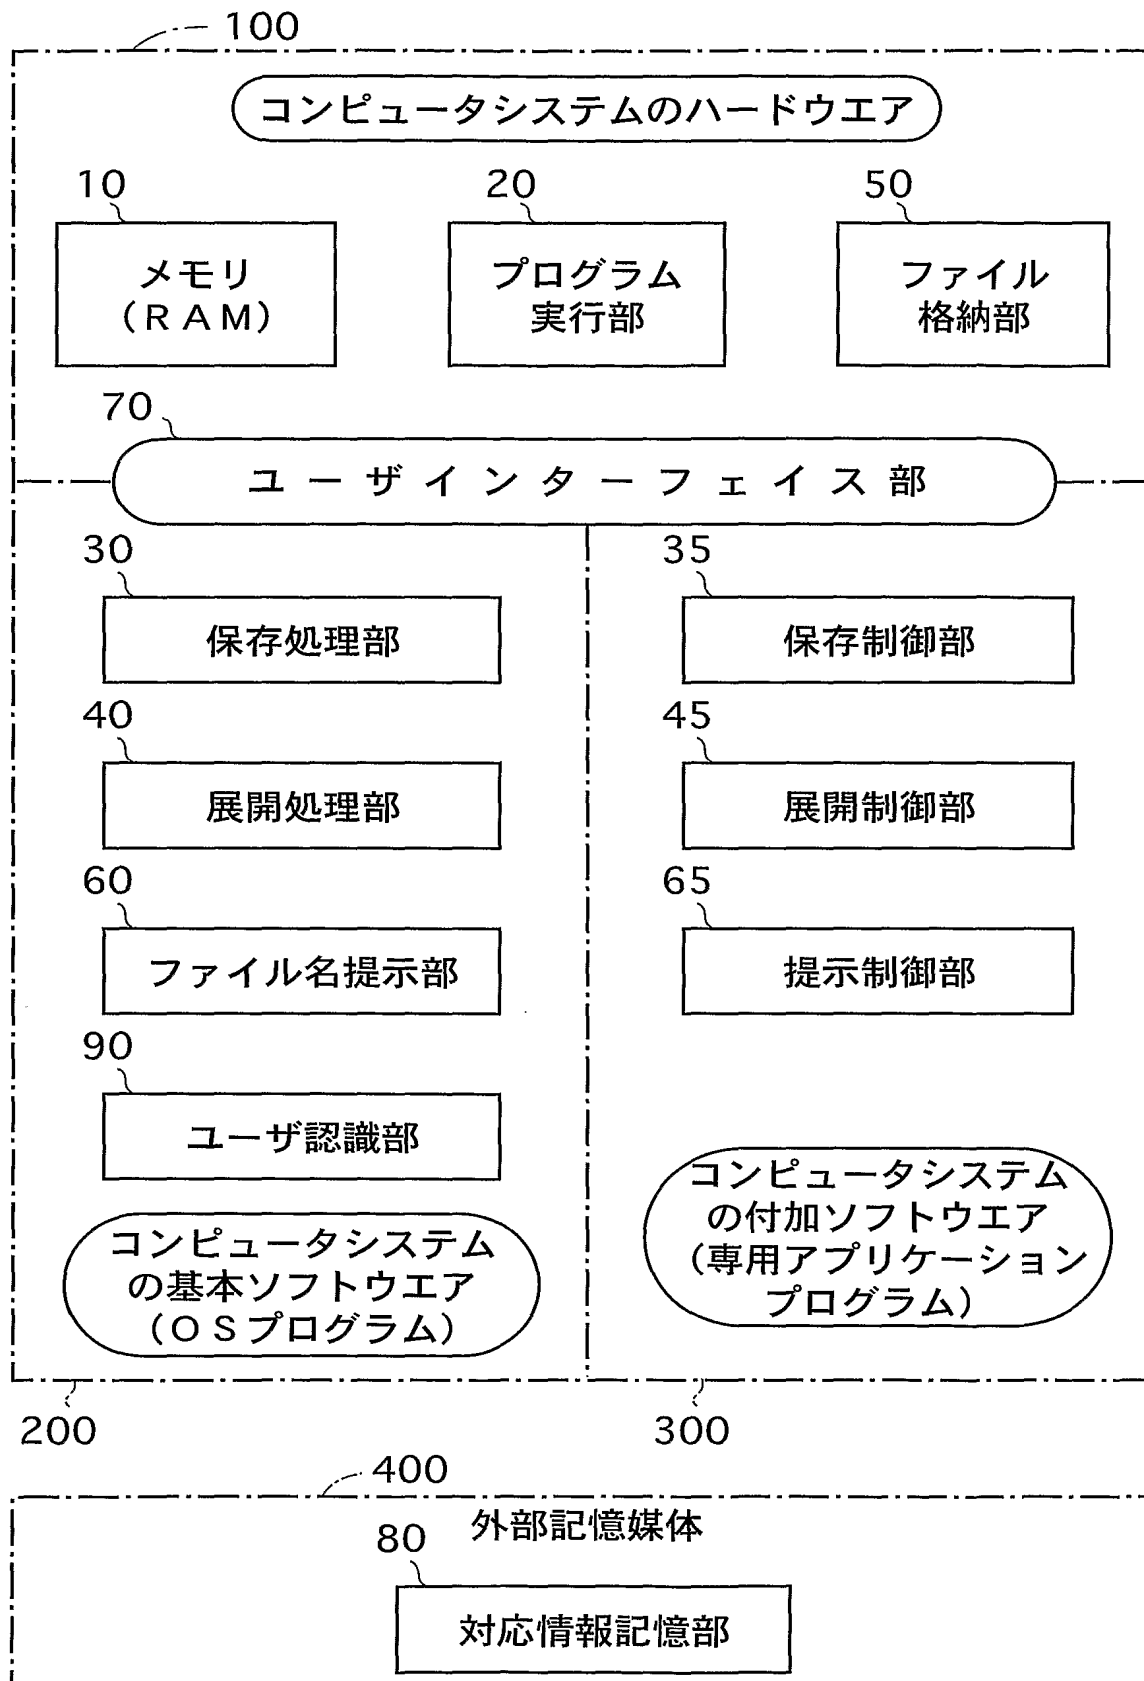 100
コンピュータシステムのハードウエア
10
20
50
メモリ
(RAM)
プログラム
実行部
ファイル
格納部
70
ユーザインターフェイス部
30
35
保存処理部
保存制御部
40
45
展開処理部
展開制御部
60
65
ファイル名提示部
提示制御部
90
ユーザ認識部
コンピュータシステム
の基本ソフトウエア
(OSプログラム)
コンピュータシステム
の付加ソフトウエア
(専用アプリケーション
プログラム)
200
300
400
外部記憶媒体
80
対応情報記憶部